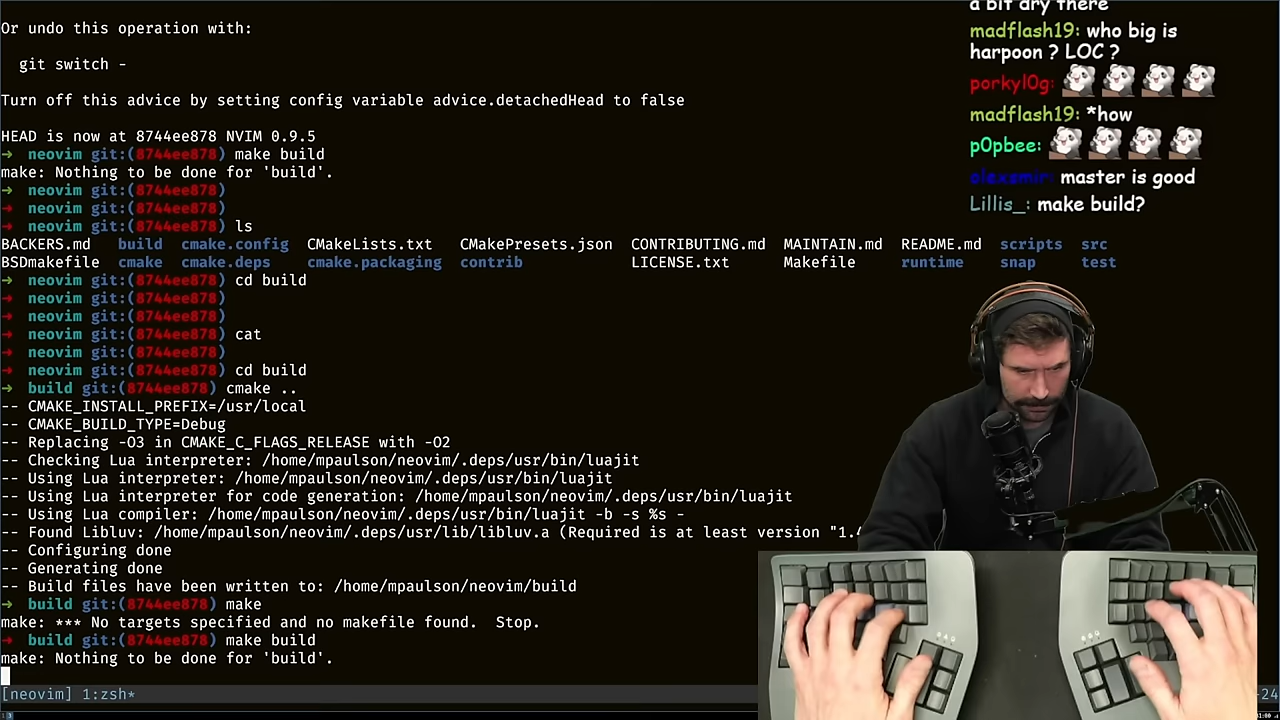 Or undo this operation with:
git switch -
Turn off this advice by setting config variable advice.detachedHead to false
HEAD is now at 8744ee878 NVIM 0.9.5
→ neovim git:(8744ee878) make build
make: Nothing to be done for 'build'.
→ neovim git:(8744ee878)
→ neovim git:(8744ee878)
→ neovim git:(8744ee878) ls
BACKERS.md build cmake.config CMakeLists.txt CMakePresets.json CONTRIBUTING.md MAINTAIN.md README.md scripts src
BSDmakefile cmake cmake.deps cmake.packaging contrib LICENSE.txt Makefile runtime snap test
→ neovim git:(8744ee878) cd build
→ neovim git:(8744ee878)
→ neovim git:(8744ee878)
→ neovim git:(8744ee878) cat
→ neovim git:(8744ee878)
→ neovim git:(8744ee878) cd build
→ build git:(8744ee878) cmake ..
-- CMAKE_INSTALL_PREFIX=/usr/local
-- CMAKE_BUILD_TYPE=Debug
-- Replacing -O3 in CMAKE_C_FLAGS_RELEASE with -O2
-- Checking Lua interpreter: /home/mpaulson/neovim/.deps/usr/bin/luajit
-- Using Lua interpreter: /home/mpaulson/neovim/.deps/usr/bin/luajit
-- Using Lua interpreter for code generation: /home/mpaulson/neovim/.deps/usr/bin/luajit
-- Using Lua compiler: /home/mpaulson/neovim/.deps/usr/bin/luajit -b -s %s -
-- Found Libluv: /home/mpaulson/neovim/.deps/usr/lib/libluv.a (Required is at least version "1.4
-- Configuring done
-- Generating done
-- Build files have been written to: /home/mpaulson/neovim/build
→ build git:(8744ee878) make
make: *** No targets specified and no makefile found.  Stop.
→ build git:(8744ee878) make build
make: Nothing to be done for 'build'.
[neovim] 1:zsh*
-24
a bit dry there
madflash19: who big is
harpoon ? LOC ?
porkyl0g:
madflash19: *how
p0pbee:
olexsmir: master is good
Lillis_: make build?